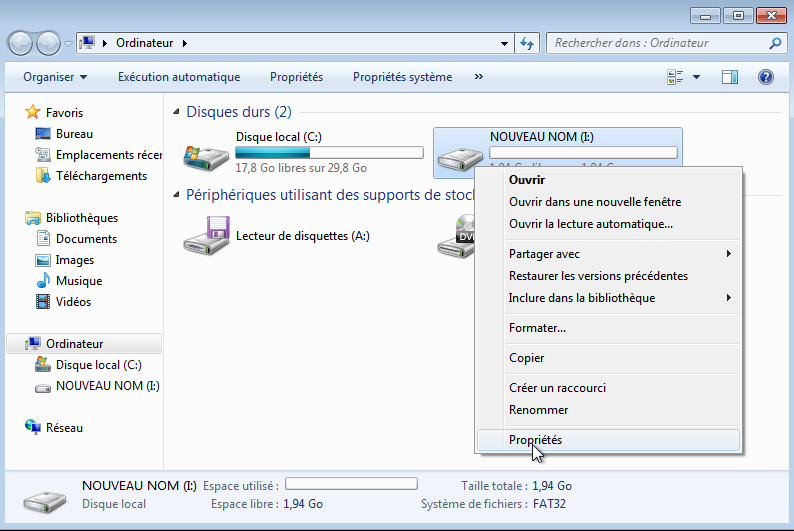 Ordinateur
Rechercher dans : Ordinateur
Organiser Exécution automatique Propriétés Propriétés système »
Favoris
Bureau
Emplacements récer
Téléchargements
Bibliothèques
Documents
Images
Musique
Vidéos
Ordinateur
Disque local (C:)
NOUVEAU NOM (I:)
Réseau
Disques durs (2)
Disque local (C:)
17,8 Go libres sur 29,8 Go
NOUVEAU NOM (I:)
Périphériques utilisant des supports de stoc
Lecteur de disquettes (A:)
DVD
Ouvrir
Ouvrir dans une nouvelle fenêtre
Ouvrir la lecture automatique...
Partager avec
Restaurer les versions précédentes
Inclure dans la bibliothèque
Formater...
Copier
Créer un raccourci
Renommer
Propriétés
NOUVEAU NOM (I:) Espace utilisé : Taille totale : 1,94 Go
Disque local Espace libre : 1,94 Go Système de fichiers : FAT32